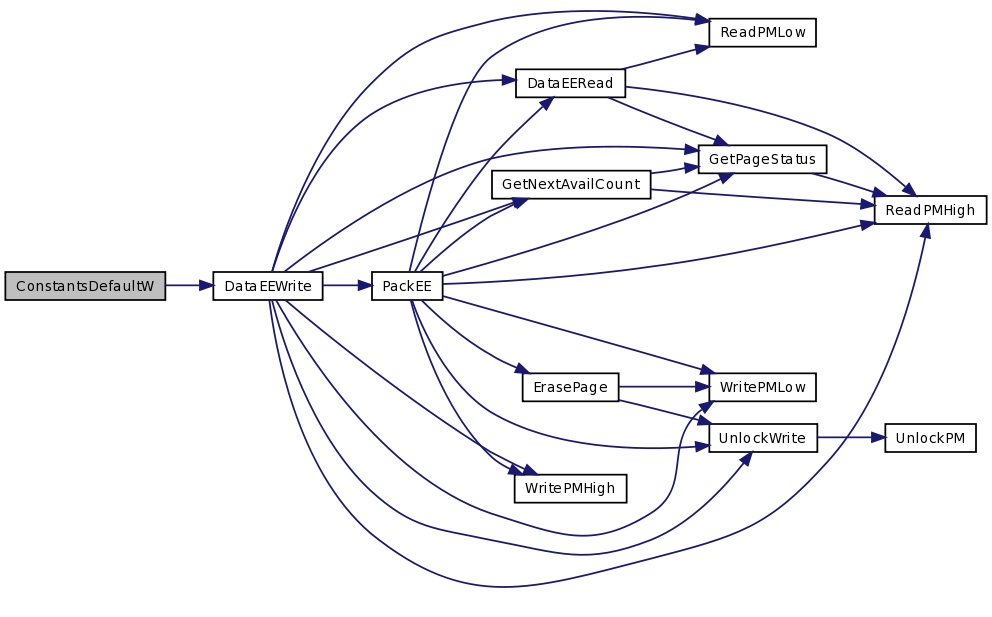 ReadPMLow
DataEERead
GetPageStatus
GetNextAvailCount
ReadPMHigh
ConstantsDefaultW
DataEEWrite
PackEE
ErasePage
WritePMLow
UnlockWrite
UnlockPM
WritePMHigh